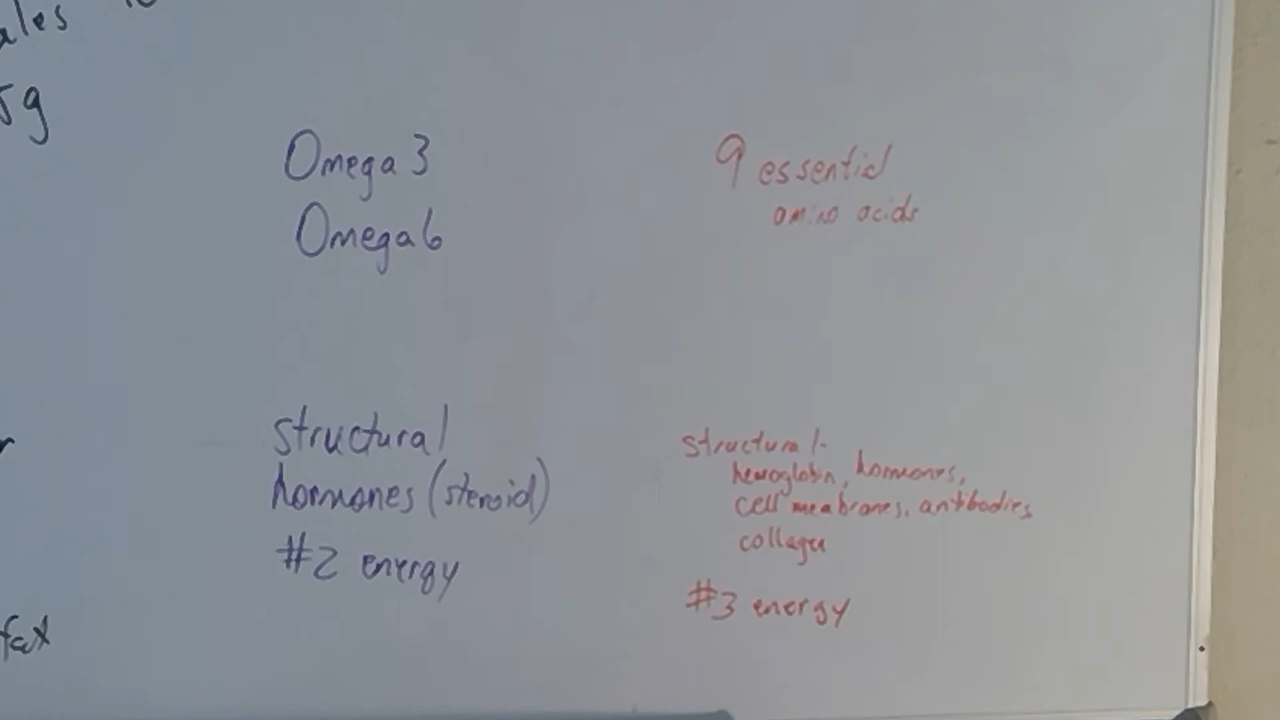 ales
5g
Omega 3
Omega 6
9 essential
amino acids
structural
hormones (steroid)
#2 energy
structural-
hemoglobin, hormones,
cell membranes, antibodies
collagen
#3 energy
r
fat